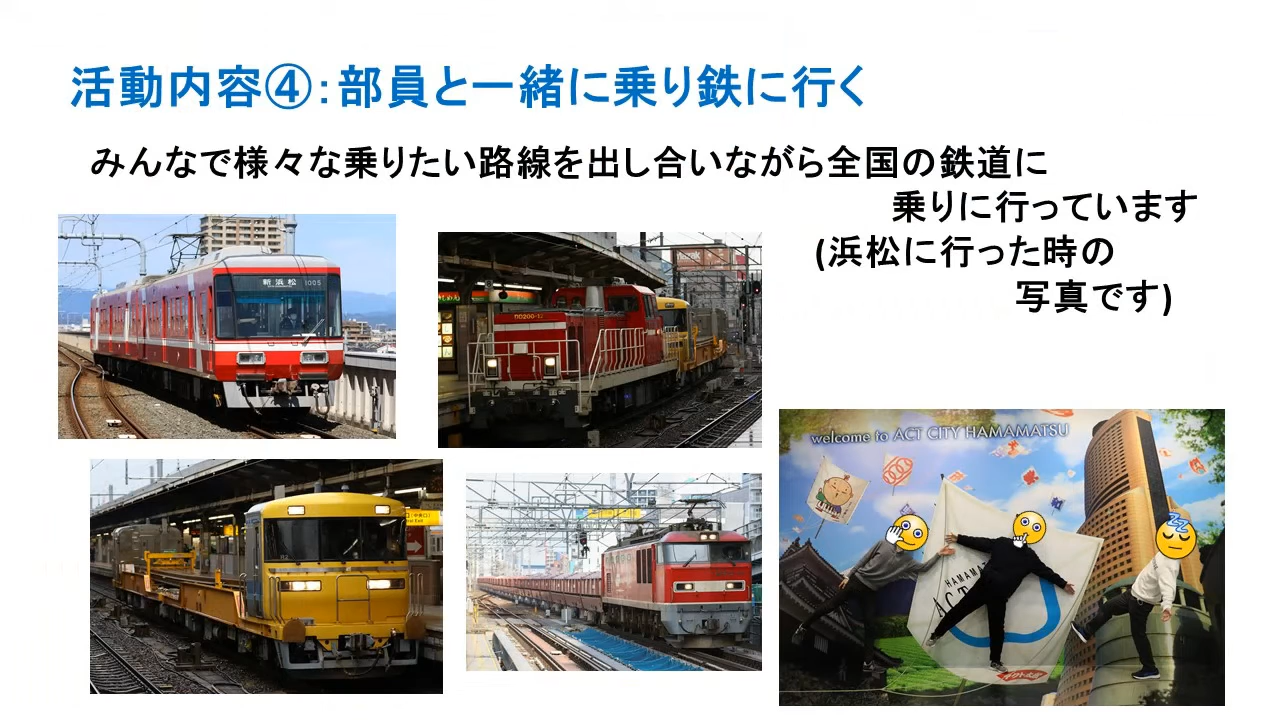 活動内容④：部員と一緒に乗り鉄に行く
みんなで様々な乗りたい路線を出し合いながら全国の鉄道に
乗りに行っています
(浜松に行った時の
写真です)
新浜松 1005
welcome to ACT CITY HAMAMATSU
HAMAMA
ACT